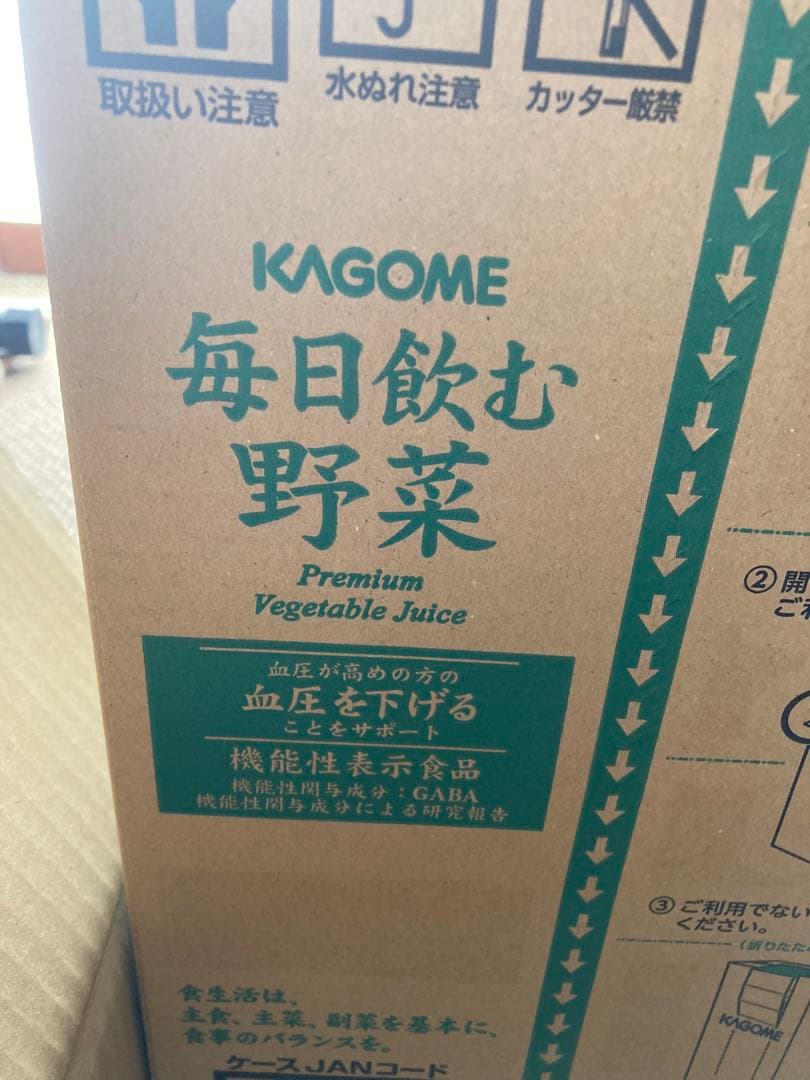 取扱い注意
水ぬれ注意
カッター厳禁
KAGOME
毎日飲む
野菜
Premium
Vegetable Juice
血圧が高めの方の
血圧を下げる
ことをサポート
機能性表示食品
機能性関与成分：GABA
機能性関与成分による研究報告
食生活は、
主食、主菜、副菜を基本に、
食事のバランスを。
ケースJANコード
② 開
ご利
③ ご利用でない
ください。
(折りたた
KAGOME